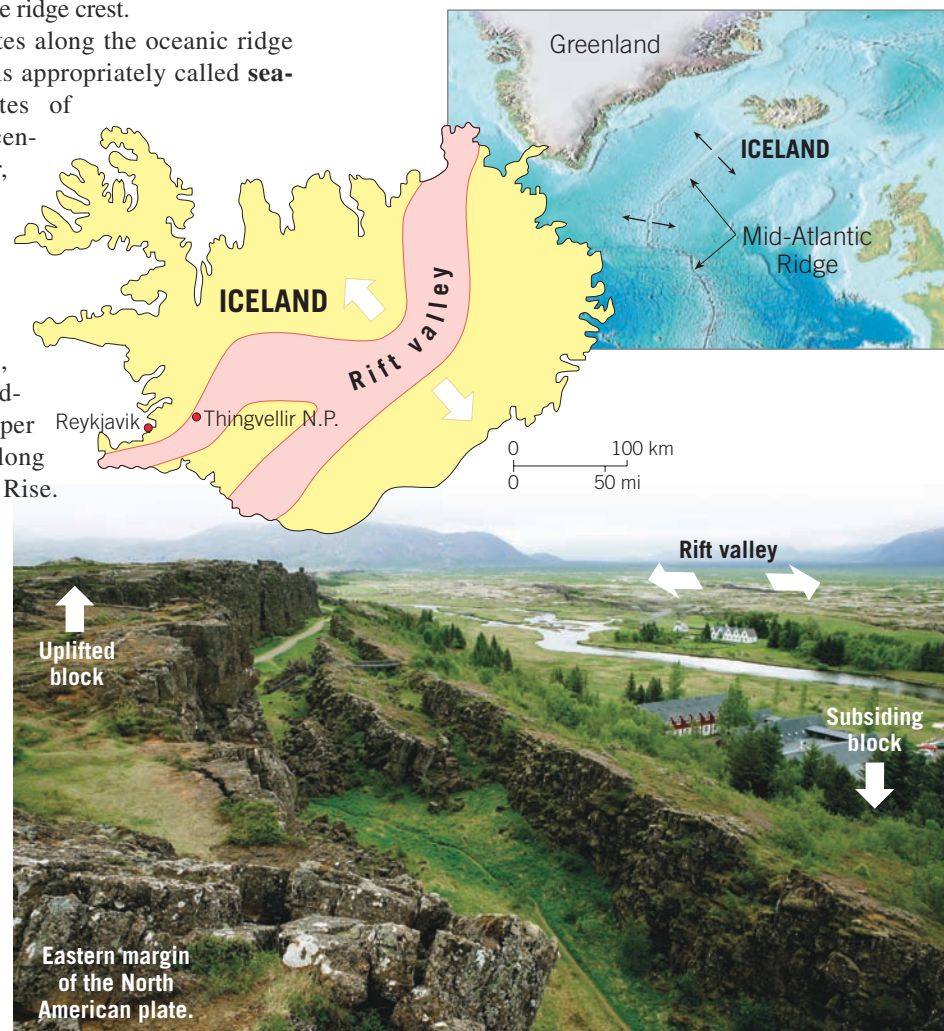 e ridge crest.
tes along the oceanic ridge
is appropriately called sea-
tes of
cen-
,
,
d-
per
long
Rise.
Greenland
ICELAND
Mid-Atlantic
Ridge
ICELAND
Rift valley
Reykjavik
Thingvellir N.P.
0 100 km
0 50 mi
Rift valley
Uplifted
block
Subsiding
block
Eastern margin
of the North
American plate.